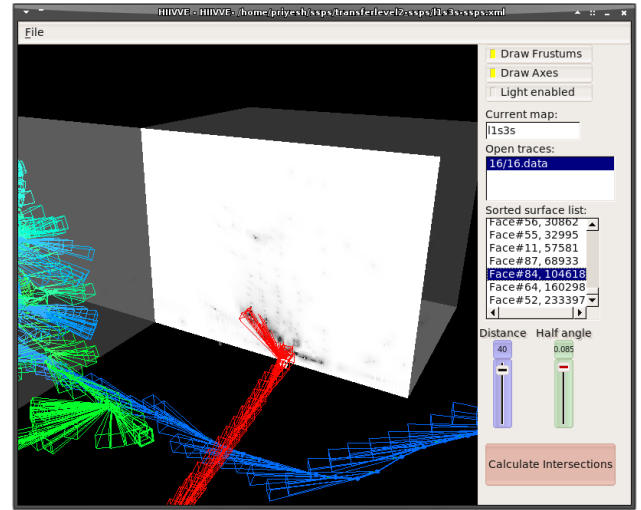 HIIVVE - HIIVVE- /home/priyesh/ssps/transferlevel2-ssps/l1s3s-ssps.xml
File
Draw Frustums
Draw Axes
Light enabled
Current map:
l1s3s
Open traces:
16/16.data
Sorted surface list:
Face#56, 30862
Face#55, 32995
Face#11, 57581
Face#87, 68933
Face#84, 104618
Face#64, 160298
Face#52, 233397
Distance Half angle
40 0.085
Calculate Intersections